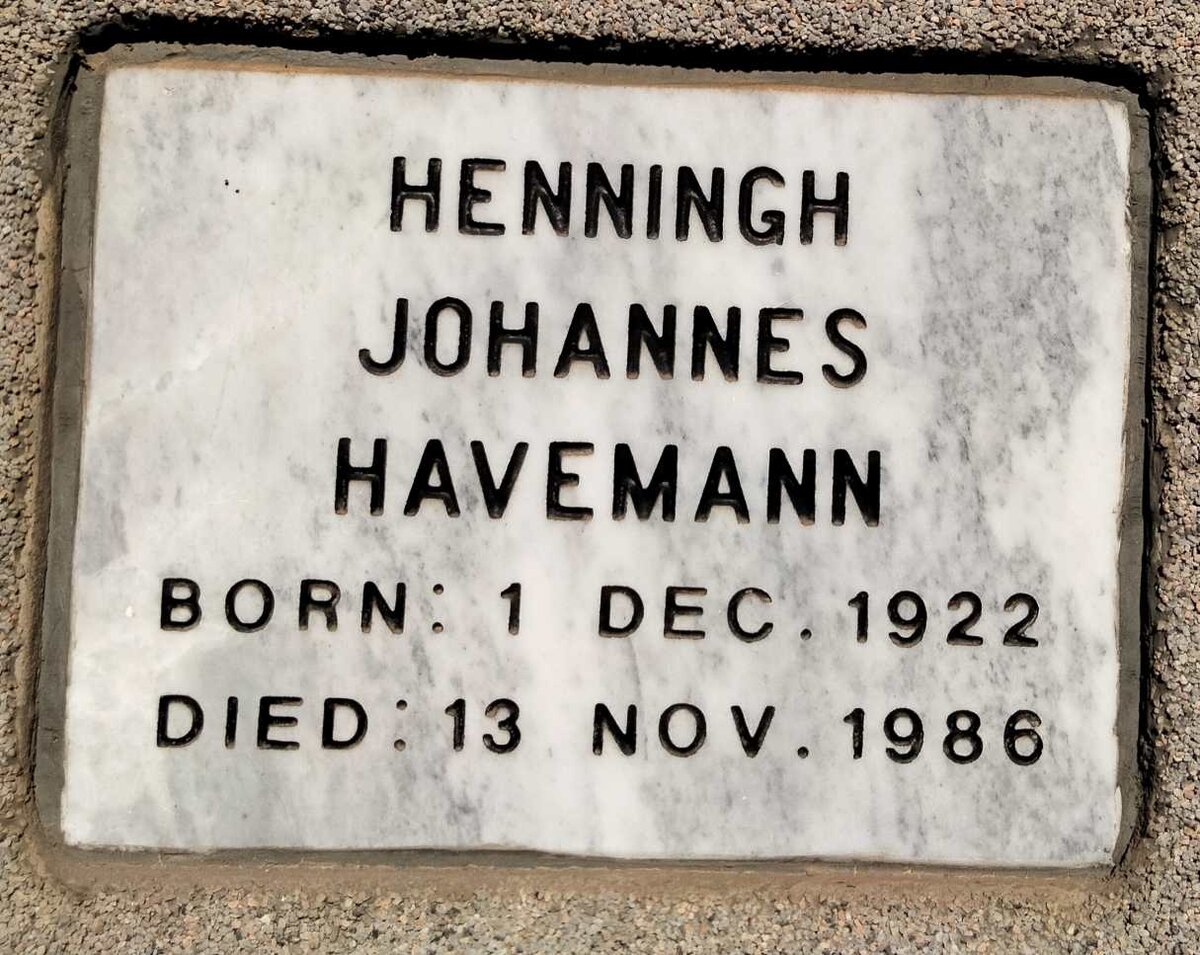 HENNINGH
JOHANNES
HAVEMANN
BORN: 1 DEC. 1922
DIED: 13 NOV. 1986